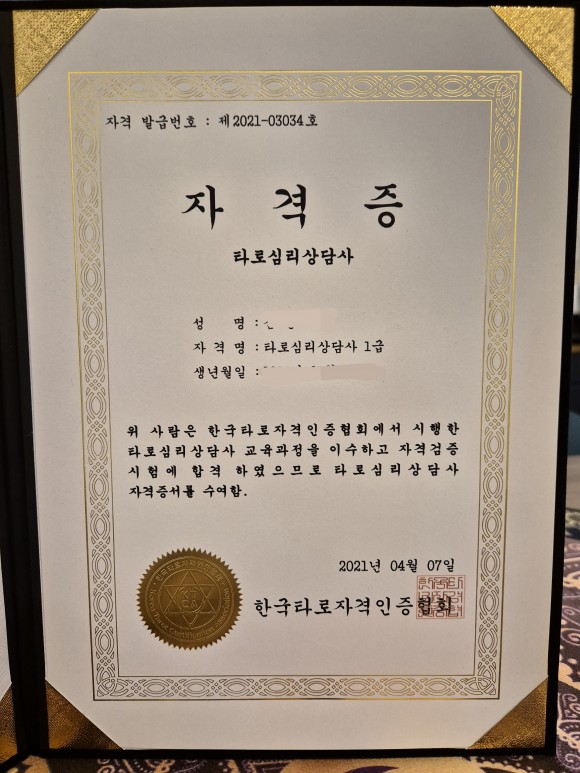 자격 발급번호 : 제2021-03034호
자 격 증
타로심리상담사
성 명 :
자 격 명 : 타로심리상담사 1급
생년월일 :
위 사람은 한국타로자격인증협회에서 시행한
타로심리상담사 교육과정을 이수하고 자격검증
시험에 합격 하였으므로 타로심리상담사
자격증서를 수여함.
2021년 04월 07일
한국타로자격인증협회